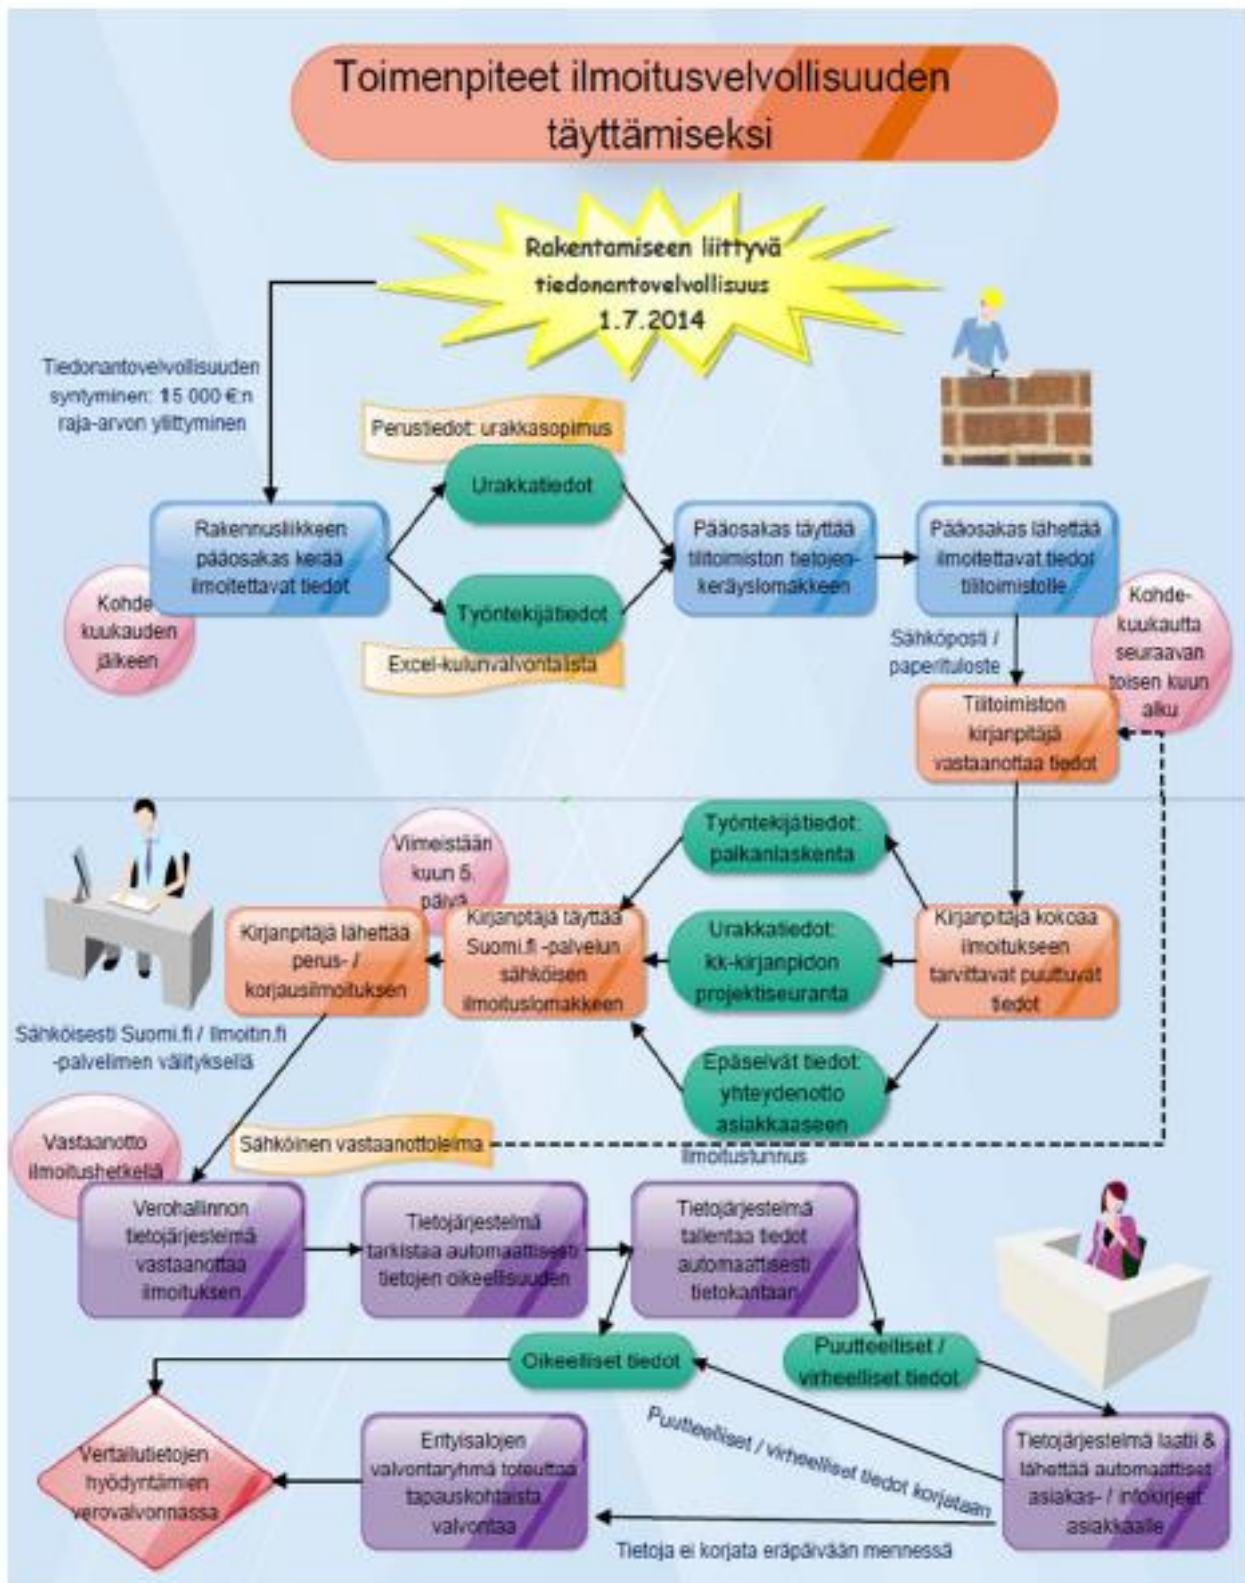 Toimenpiteet ilmoitusvelvollisuuden
täyttämiseksi
Rakentamiseen liittyvä
tiedonantovelvollisuus
1.7.2014
Tiedonantovelvollisuuden
syntyminen: 15 000 €:n
raja-arvon ylittyminen
Perustiedot: urakkasopimus
Urakkatiedot
Rakennusliikkeen
pääosakas kerää
ilmoitettavat tiedot
Kohde-
kuukauden
jälkeen
Työntekijätiedot
Excel-kulunvalvontalista
Pääosakas täyttää
tilitoimiston tietojen-
keräyslomakkeen
Pääosakas lähettää
ilmoitettavat tiedot
tilitoimistolle
Kohde-
kuukautta
seuraavan
toisen kuun
alku
Sähköposti /
paperituloste
Tilitoimiston
kirjanpitäjä
vastaanottaa tiedot
Työntekijätiedot:
palkanlaskenta
Viimeistään
kuun 5.
päivä
Kirjanpitäjä kokoaa
ilmoitukseen
tarvittavat puuttuvat
tiedot
Urakkatiedot:
kk-kirjanpidon
projektiseuranta
Epäselvät tiedot:
yhteydenotto
asiakkaaseen
Kirjanptäjä täyttää
Suomi.fi -palvelun
sähköisen
ilmoituslomakkeen
Kirjanpitäjä lähettää
perus- /
korjausilmoituksen
Sähköisesti Suomi.fi / Ilmoitin.fi
-palvelimen välityksellä
Vastaanotto
ilmoitushetkellä
Sähköinen vastaanottoleima
Ilmoitustunnus
Verohallinnon
tietojärjestelmä
vastaanottaa
ilmoituksen
Tietojärjestelmä
tarkistaa automaattisesti
tietojen oikeellisuuden
Tietojärjestelmä
tallentaa tiedot
automaattisesti
tietokantaan
Oikeelliset tiedot
Puutteelliset /
virheelliset tiedot
Puutteelliset / virheelliset tiedot korjataan
Tietojärjestelmä laatii &
lähettää automaattiset
asiakas- / infokirjeet
asiakkaalle
Tietoja ei korjata eräpäivään mennessä
Erityisalojen
valvontaryhmä toteuttaa
tapauskohtaista
valvontaa
Vertailutietojen
hyödyntämien
verovalvonnassa